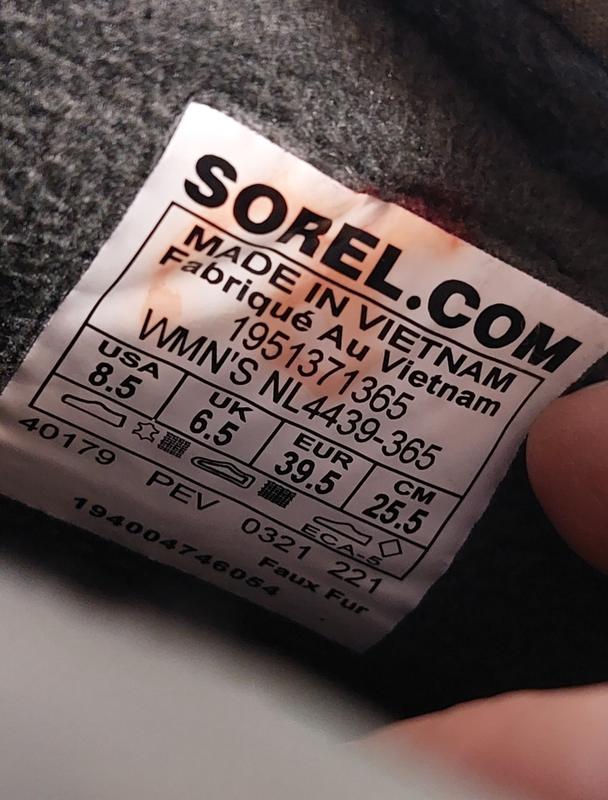 SOREL.COM
MADE IN VIETNAM
Fabriqué Au Vietnam
1951371365
WMN'S NL4439-365
USA UK EUR CM
8.5 6.5 39.5 25.5
ECA-5
40179 PEV 0321 221
194004746054 Faux Fur